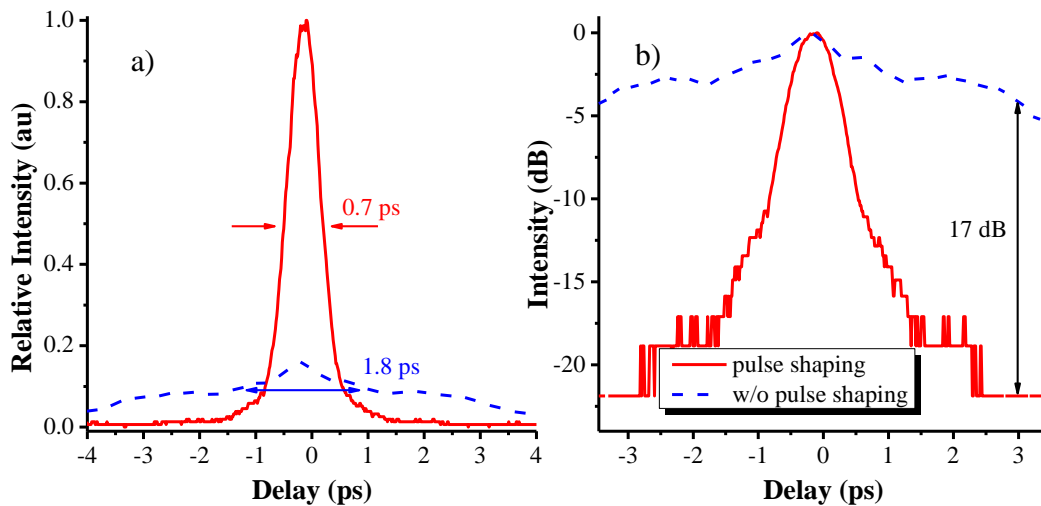 a)
1.0
0.8
0.6
0.4
0.2
0.0
Relative Intensity (au)
0.7 ps
1.8 ps
-4 -3 -2 -1 0 1 2 3 4
Delay (ps)
b)
0
-5
-10
-15
-20
Intensity (dB)
17 dB
pulse shaping
w/o pulse shaping
-3 -2 -1 0 1 2 3
Delay (ps)